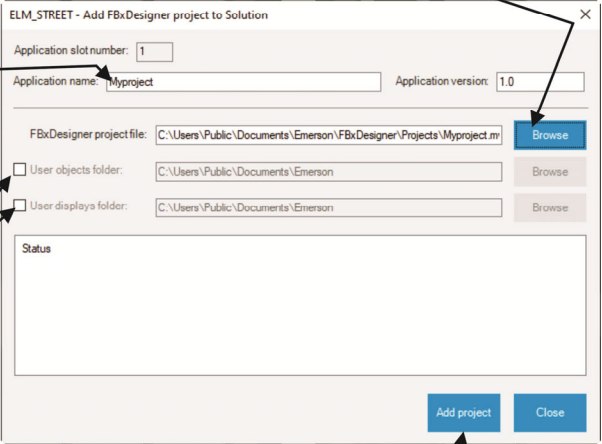 ELM_STREET - Add FBxDesigner project to Solution
Application slot number: 1
Application name: Myproject Application version: 1.0
FBxDesigner project file: C:\Users\Public\Documents\Emerson\FBxDesigner\Projects\Myproject.m Browse
User objects folder: C:\Users\Public\Documents\Emerson Browse
User displays folder: C:\Users\Public\Documents\Emerson Browse
Status
Add project Close